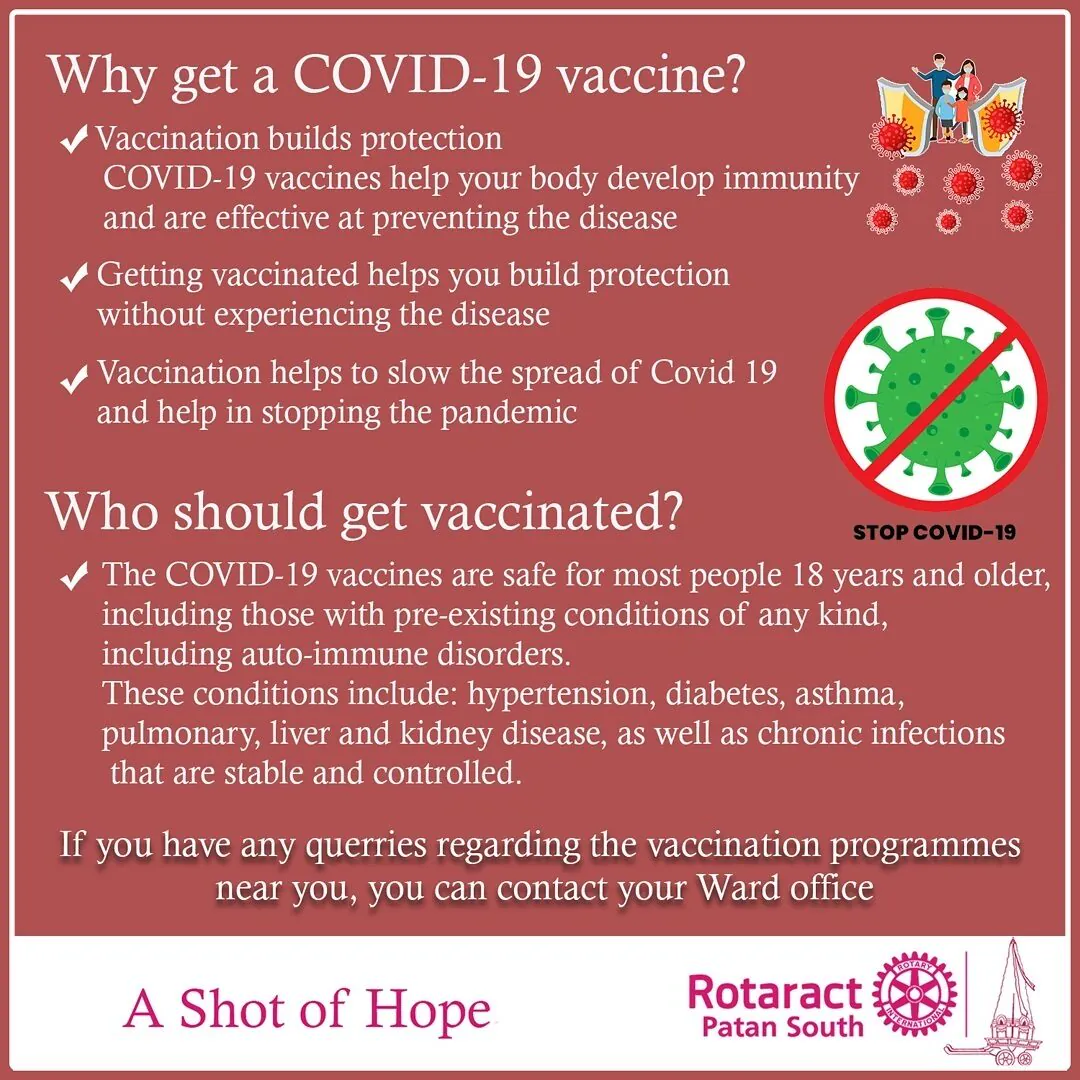 Why get a COVID-19 vaccine?
Vaccination builds protection
COVID-19 vaccines help your body develop immunity
and are effective at preventing the disease
Getting vaccinated helps you build protection
without experiencing the disease
Vaccination helps to slow the spread of Covid 19
and help in stopping the pandemic
STOP COVID-19
Who should get vaccinated?
The COVID-19 vaccines are safe for most people 18 years and older,
including those with pre-existing conditions of any kind,
including auto-immune disorders.
These conditions include: hypertension, diabetes, asthma,
pulmonary, liver and kidney disease, as well as chronic infections
that are stable and controlled.
If you have any querries regarding the vaccination programmes
near you, you can contact your Ward office
A Shot of Hope
Rotaract
Patan South
ROTARY
INTERNATIONAL